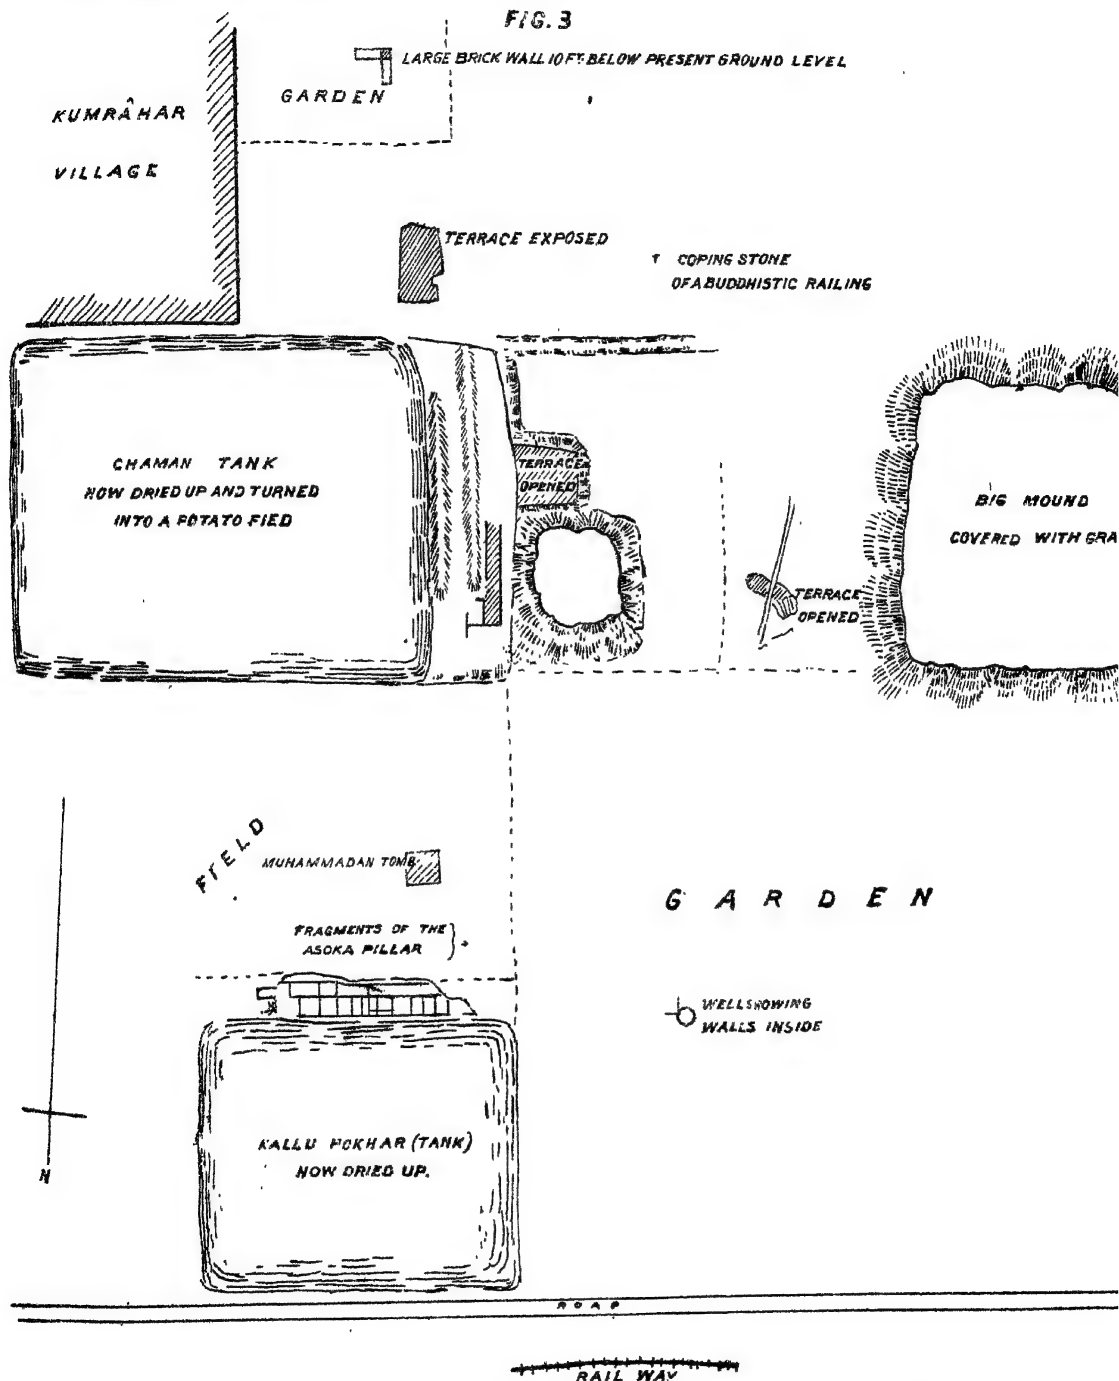 FIG. 3
LARGE BRICK WALL 10 FT. BELOW PRESENT GROUND LEVEL
GARDEN
KUMRÂHAR
VILLAGE
TERRACE EXPOSED
COPING STONE
OF A BUDDHISTIC RAILING
CHAMAN TANK
NOW DRIED UP AND TURNED
INTO A POTATO FIED
TERRACE
OPENED
BIG MOUND
COVERED WITH GRA
TERRACE
OPENED
FIELD
MUHAMMADAN TOMB
GARDEN
FRAGMENTS OF THE
ASOKA PILLAR
WELL SHOWING
WALLS INSIDE
KALLU POKHAR (TANK)
NOW DRIED UP.
N
ROAD
RAIL WAY